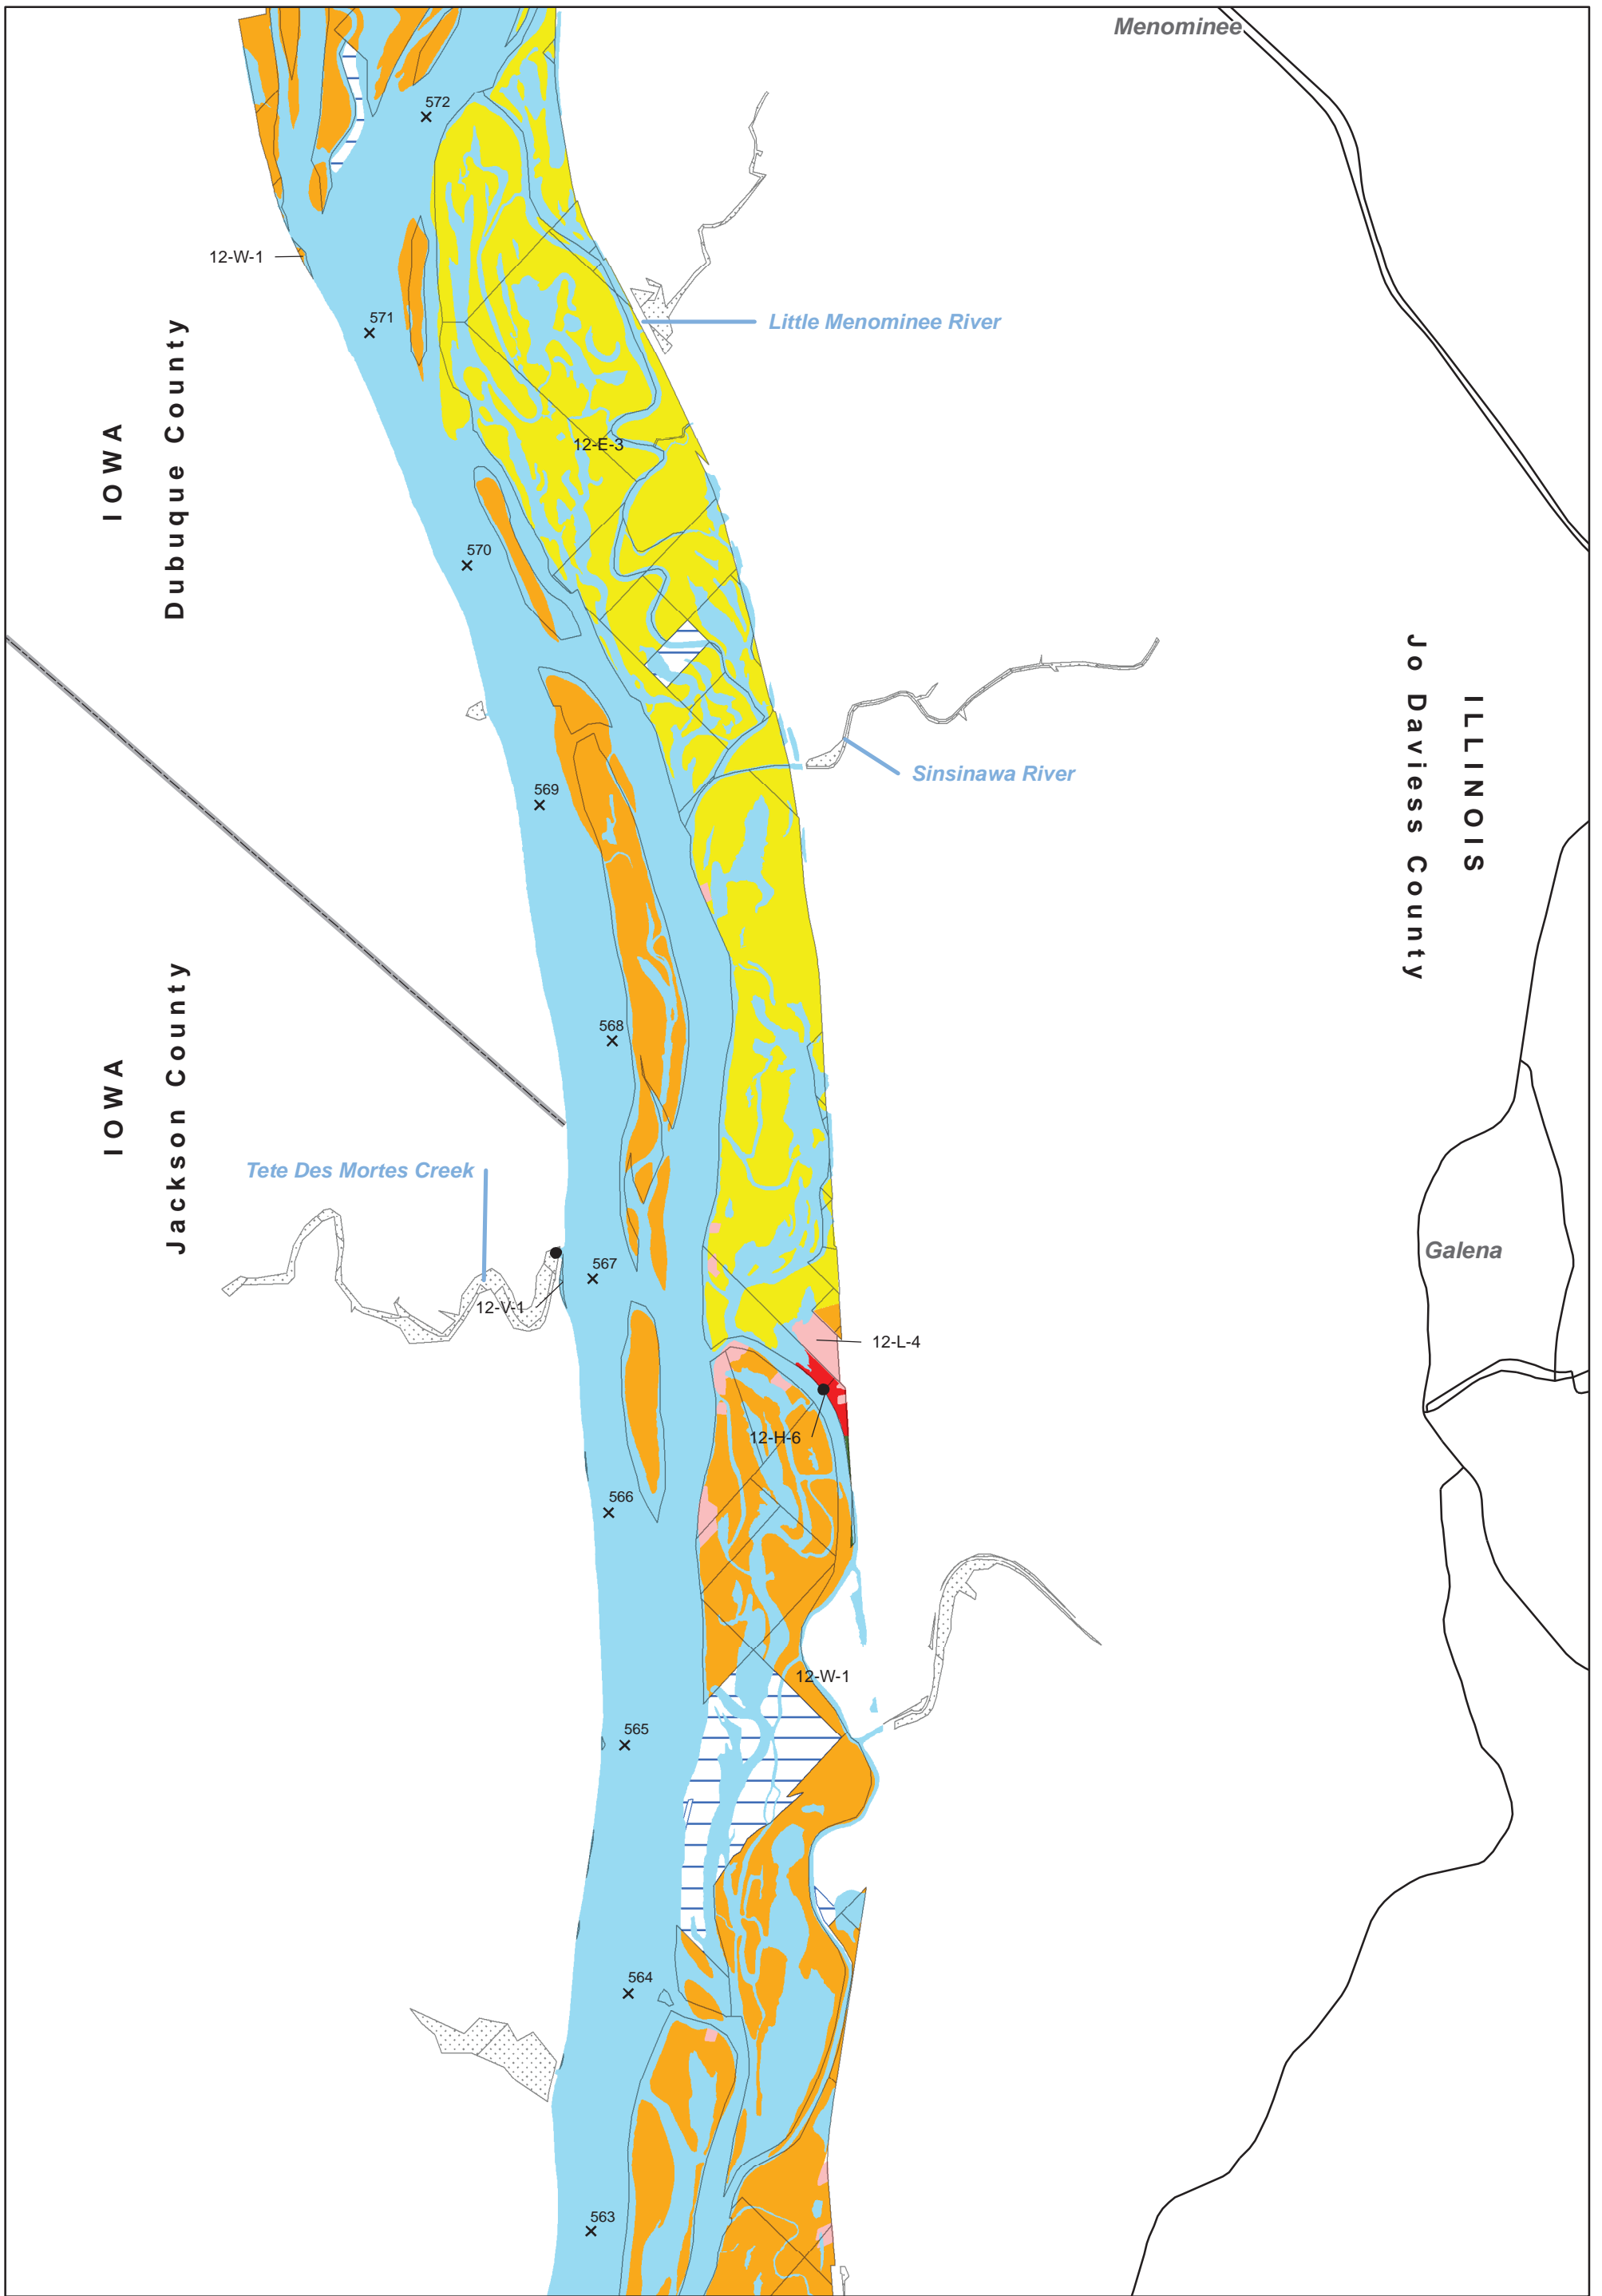 Menominee
572
12-W-1
571
Little Menominee River
IOWA
Dubuque County
12-E-3
570
Jo Daviess County
ILLINOIS
569
Sinsinawa River
568
IOWA
Jackson County
Tete Des Mortes Creek
Galena
567
12-V-1
12-L-4
12-H-6
566
12-W-1
565
564
563